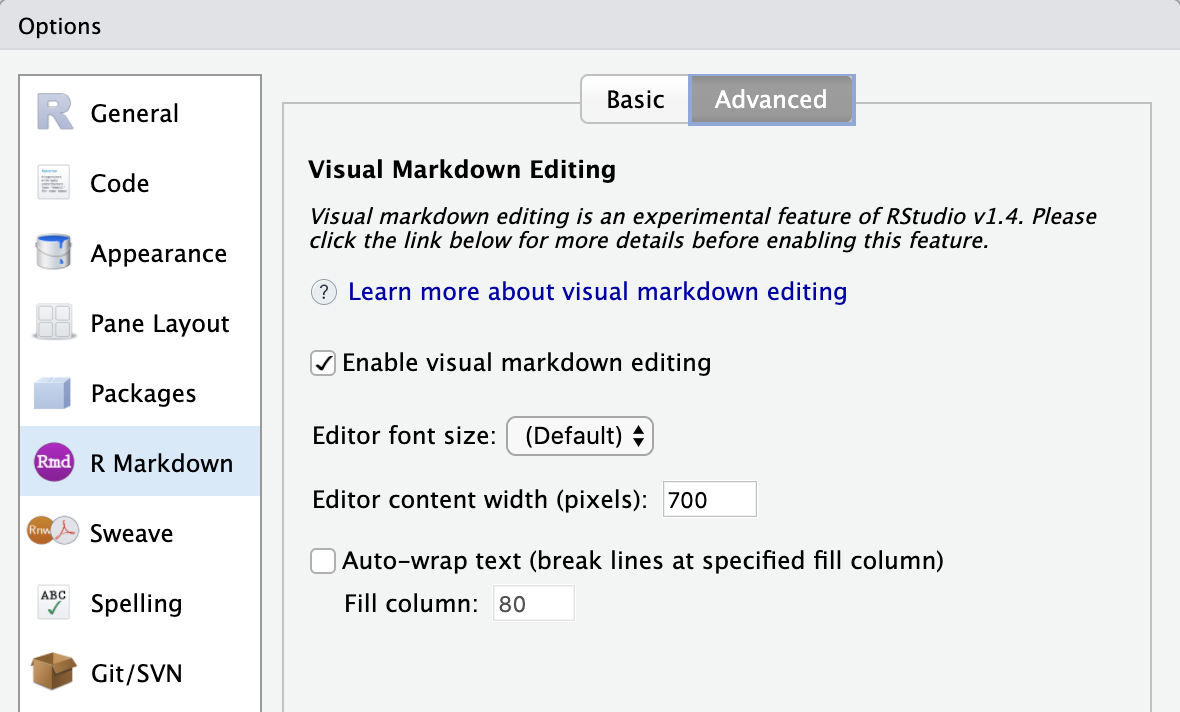 Options
General
Code
Appearance
Pane Layout
Packages
Rmd
R Markdown
Rnw
Sweave
ABC
Spelling
Git/SVN
Basic
Advanced
Visual Markdown Editing
Visual markdown editing is an experimental feature of RStudio v1.4. Please
click the link below for more details before enabling this feature.
? Learn more about visual markdown editing
Enable visual markdown editing
Editor font size: (Default)
Editor content width (pixels): 700
Auto-wrap text (break lines at specified fill column)
Fill column: 80